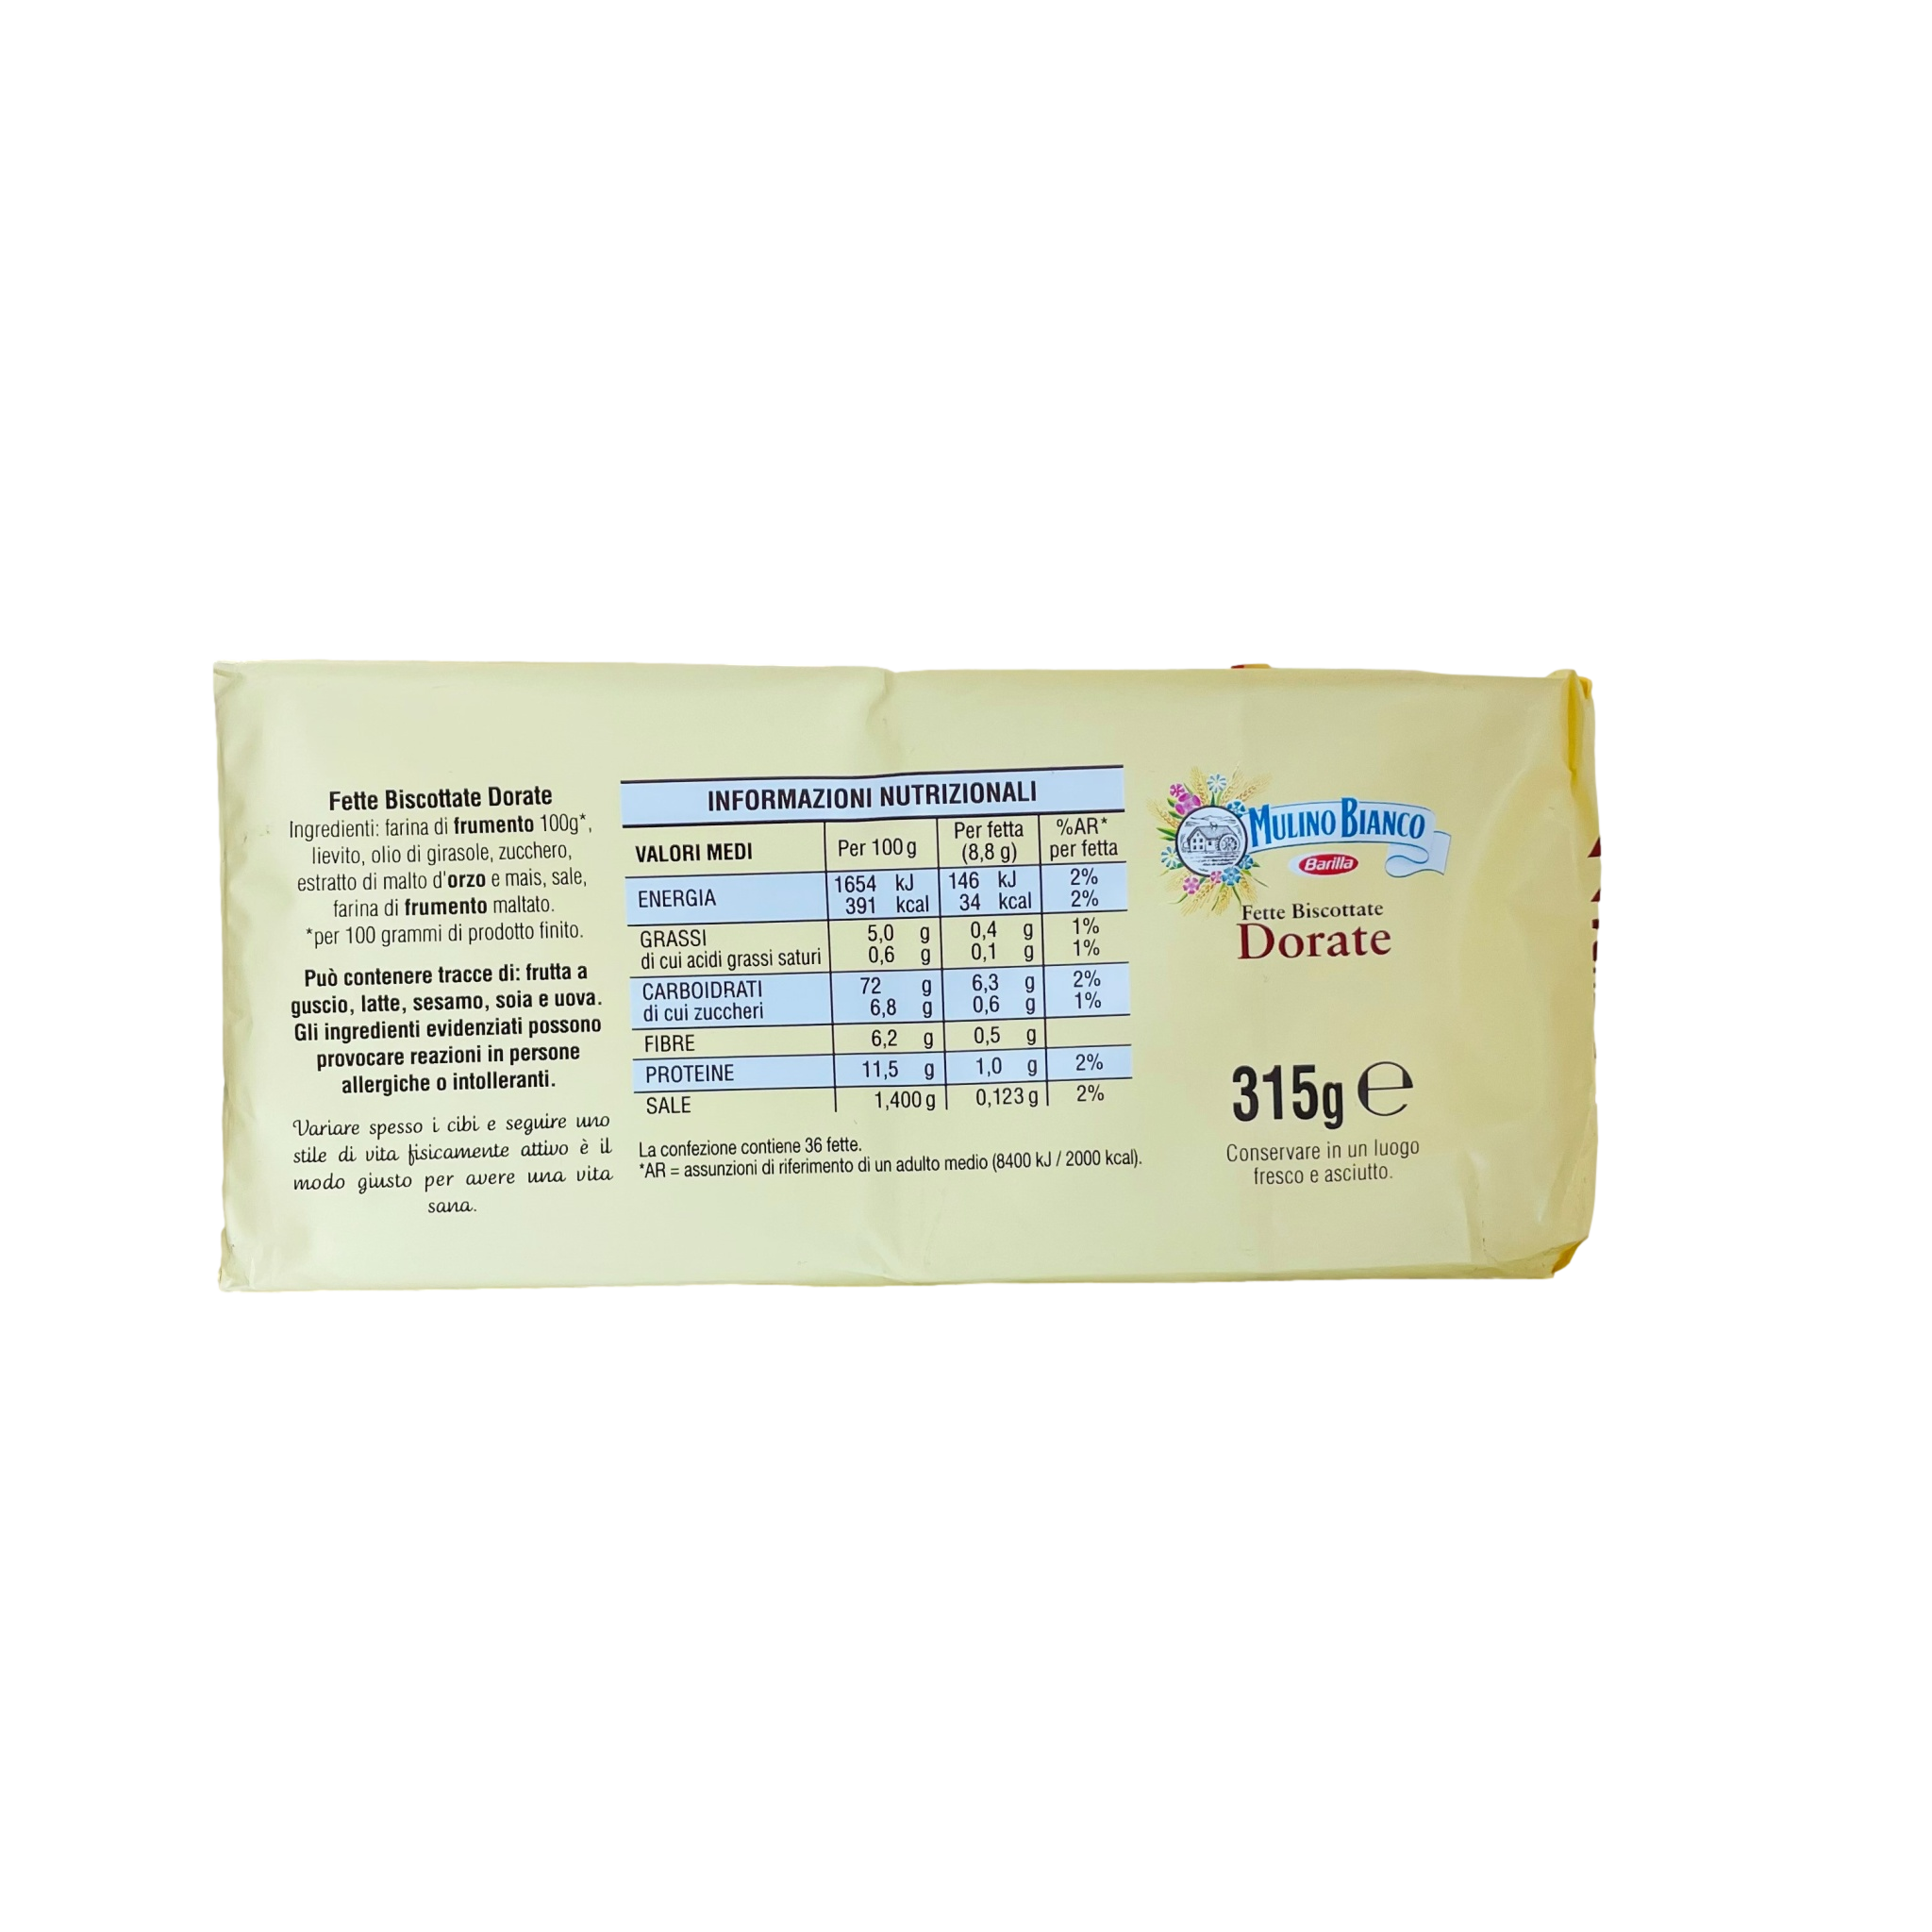 Fette Biscottate Dorate
Ingredienti: farina di frumento 100g*,
lievito, olio di girasole, zucchero,
estratto di malto d'orzo e mais, sale,
farina di frumento maltato.
*per 100 grammi di prodotto finito.
Può contenere tracce di: frutta a
guscio, latte, sesamo, soia e uova.
Gli ingredienti evidenziati possono
provocare reazioni in persone
allergiche o intolleranti.
Variare spesso i cibi e seguire uno
stile di vita fisicamente attivo è il
modo giusto per avere una vita
sana.
INFORMAZIONI NUTRIZIONALI
VALORI MEDI Per 100 g Per fetta (8,8 g) %AR* per fetta
ENERGIA 1654 kJ 146 kJ 2%
391 kcal 34 kcal 2%
GRASSI 5,0 g 0,4 g 1%
di cui acidi grassi saturi 0,6 g 0,1 g 1%
CARBOIDRATI 72 g 6,3 g 2%
di cui zuccheri 6,8 g 0,6 g 1%
FIBRE 6,2 g 0,5 g
PROTEINE 11,5 g 1,0 g 2%
SALE 1,400 g 0,123 g 2%
La confezione contiene 36 fette.
*AR = assunzioni di riferimento di un adulto medio (8400 kJ / 2000 kcal).
MULINO BIANCO
Barilla
Fette Biscottate
Dorate
315g ℮
Conservare in un luogo
fresco e asciutto.